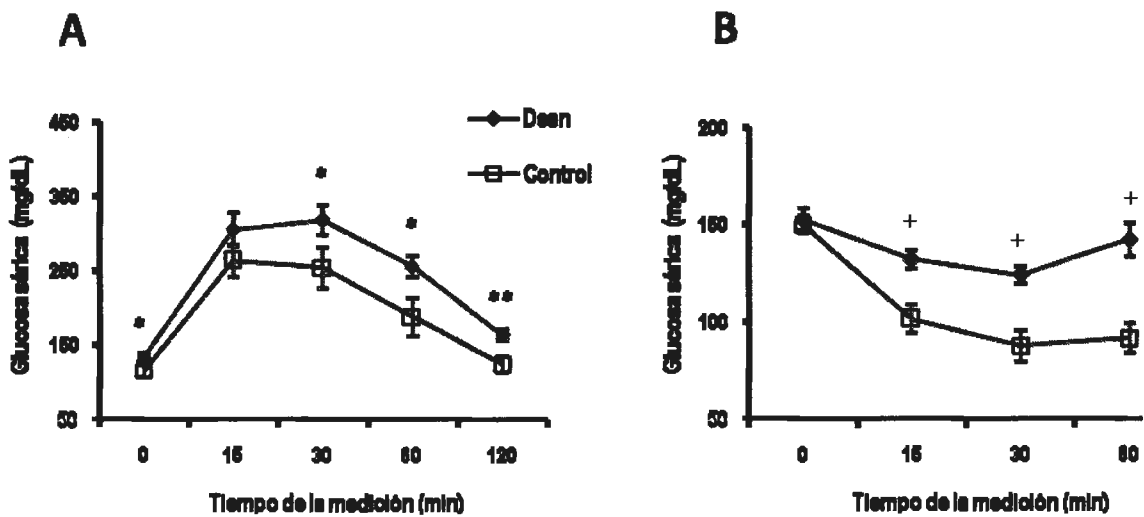 A
450
350
250
150
50
Glucosa sérica (mg/dL)
*
*
*
**
Dsan
Control
0 15 30 60 120
Tiempo de la medición (min)
B
200
150
100
50
Glucosa sérica (mg/dL)
+
+
+
0 15 30 60
Tiempo de la medición (min)